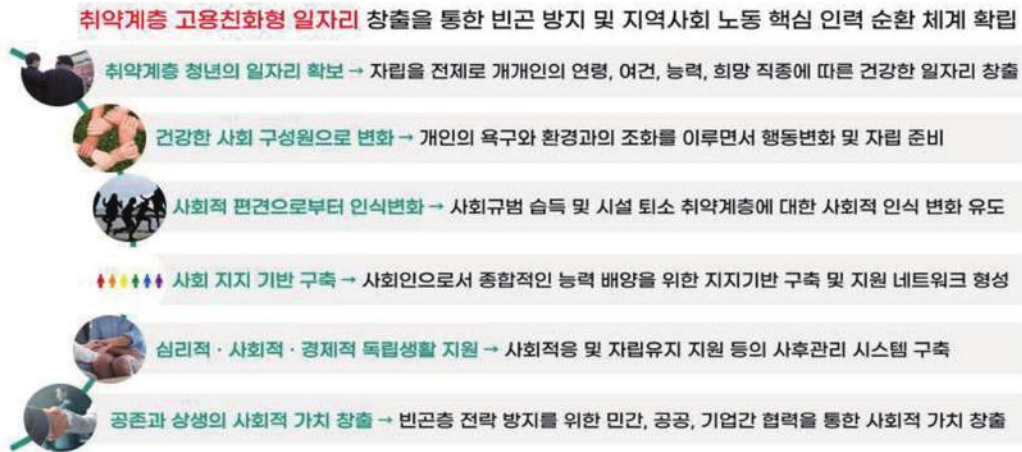 취약계층 고용친화형 일자리 창출을 통한 빈곤 방지 및 지역사회 노동 핵심 인력 순환 체계 확립
취약계층 청년의 일자리 확보 → 자립을 전제로 개개인의 연령, 여건, 능력, 희망 직종에 따른 건강한 일자리 창출
건강한 사회 구성원으로 변화 → 개인의 욕구와 환경과의 조화를 이루면서 행동변화 및 자립 준비
사회적 편견으로부터 인식변화 → 사회규범 습득 및 시설 퇴소 취약계층에 대한 사회적 인식 변화 유도
사회 지지 기반 구축 → 사회인으로서 종합적인 능력 배양을 위한 지지기반 구축 및 지원 네트워크 형성
심리적 · 사회적 · 경제적 독립생활 지원 → 사회적응 및 자립유지 지원 등의 사후관리 시스템 구축
공존과 상생의 사회적 가치 창출 → 빈곤층 전락 방지를 위한 민간, 공공, 기업간 협력을 통한 사회적 가치 창출